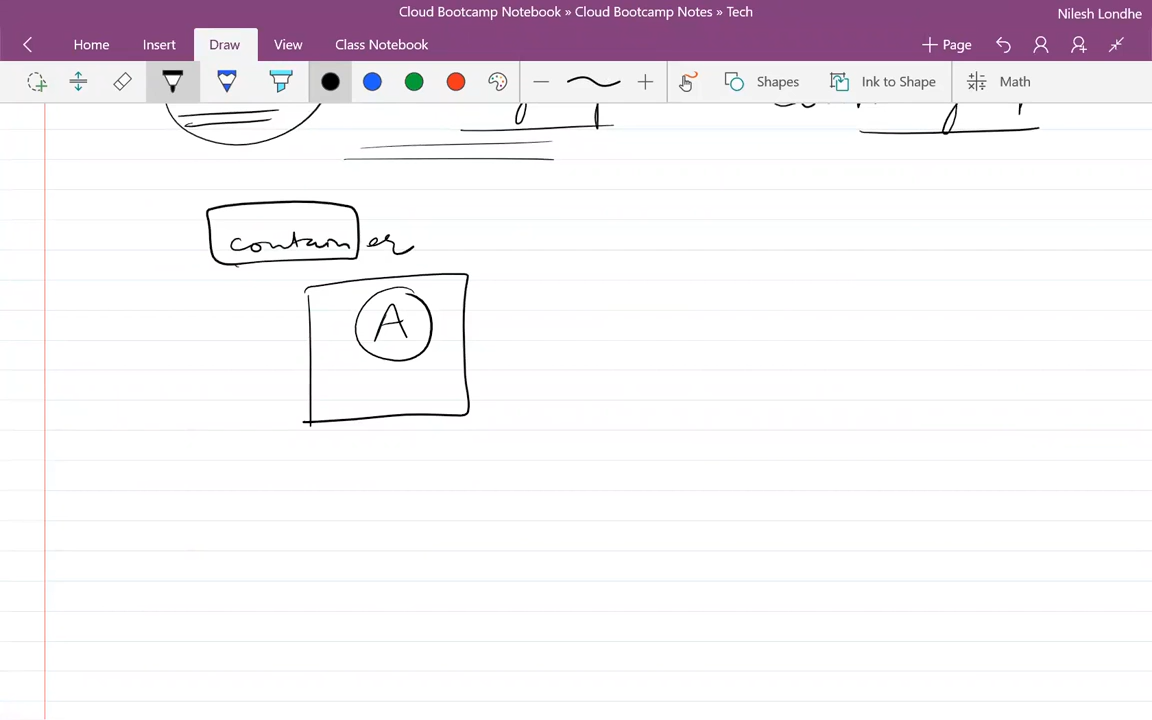 Cloud Bootcamp Notebook » Cloud Bootcamp Notes » Tech
Nilesh Londhe
Home Insert Draw View Class Notebook Page
Shapes Ink to Shape Math
container
A